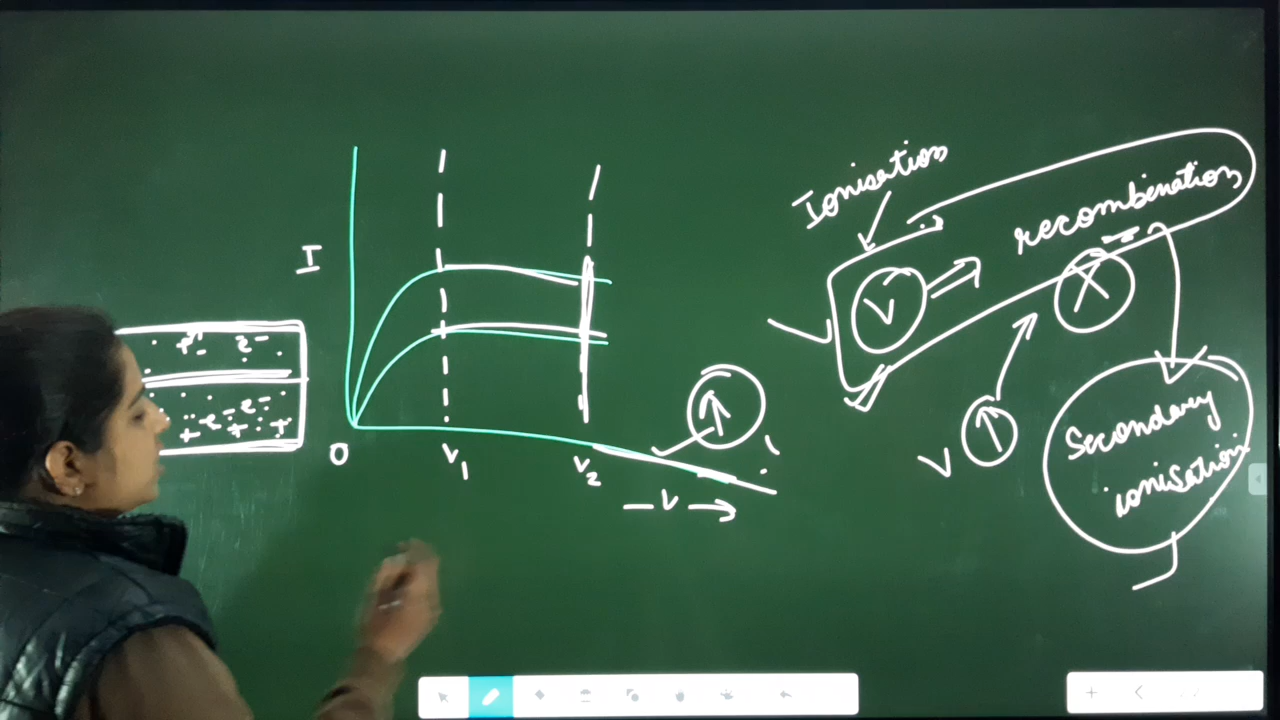 Ionisation
recombination
V
X
I
e-
- e- e-
+ + +
Secondary
ionisation
V
O
V1
V2
- V →